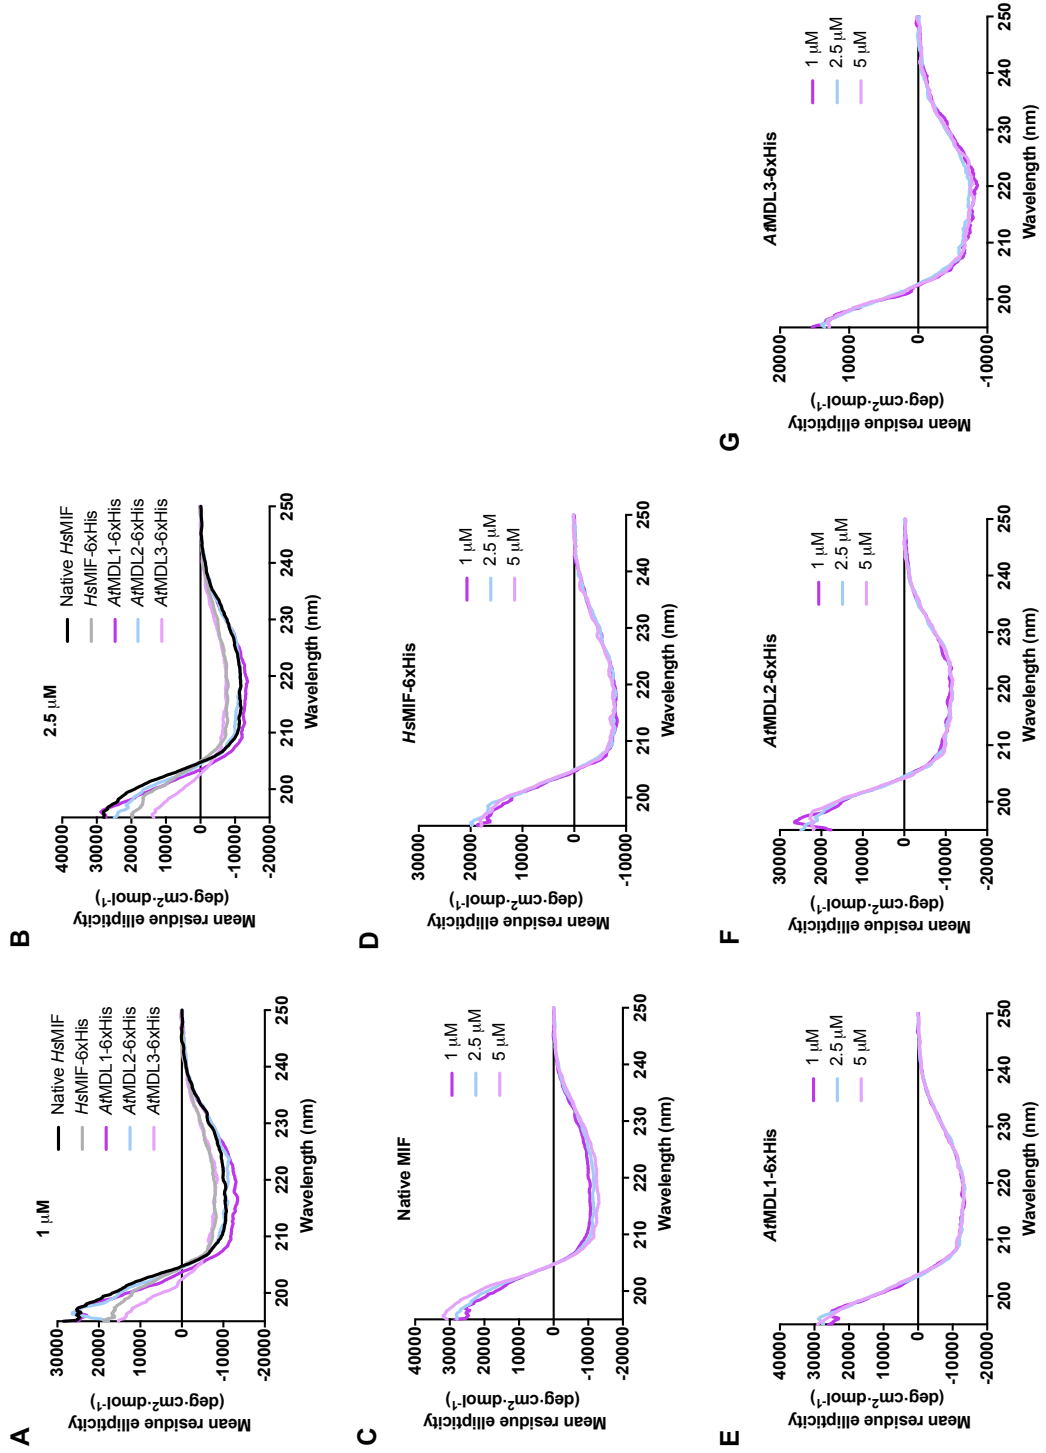 A
1 µM
Mean residue ellipticity
(deg·cm²·dmol⁻¹)
40000
30000
20000
10000
0
-10000
-20000
200
210
220
230
240
250
Wavelength (nm)
Native HsMIF
HsMIF-6xHis
AtMDL1-6xHis
AtMDL2-6xHis
AtMDL3-6xHis
B
2.5 µM
Mean residue ellipticity
(deg·cm²·dmol⁻¹)
40000
30000
20000
10000
0
-10000
-20000
200
210
220
230
240
250
Wavelength (nm)
Native HsMIF
HsMIF-6xHis
AtMDL1-6xHis
AtMDL2-6xHis
AtMDL3-6xHis
C
Native MIF
Mean residue ellipticity
(deg·cm²·dmol⁻¹)
40000
30000
20000
10000
0
-10000
-20000
200
210
220
230
240
250
Wavelength (nm)
1 µM
2.5 µM
5 µM
D
HsMIF-6xHis
Mean residue ellipticity
(deg·cm²·dmol⁻¹)
30000
20000
10000
0
-10000
200
210
220
230
240
250
Wavelength (nm)
1 µM
2.5 µM
5 µM
E
AtMDL1-6xHis
Mean residue ellipticity
(deg·cm²·dmol⁻¹)
40000
30000
20000
10000
0
-10000
-20000
200
210
220
230
240
250
Wavelength (nm)
1 µM
2.5 µM
5 µM
F
AtMDL2-6xHis
Mean residue ellipticity
(deg·cm²·dmol⁻¹)
30000
20000
10000
0
-10000
-20000
200
210
220
230
240
250
Wavelength (nm)
1 µM
2.5 µM
5 µM
G
AtMDL3-6xHis
Mean residue ellipticity
(deg·cm²·dmol⁻¹)
20000
10000
0
-10000
200
210
220
230
240
250
Wavelength (nm)
1 µM
2.5 µM
5 µM